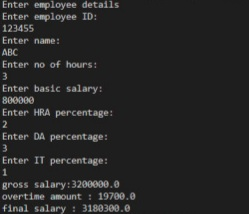 Enter employee details
Enter employee ID:
123455
Enter name:
ABC
Enter no of hours:
3
Enter basic salary:
800000
Enter HRA percentage:
2
Enter DA percentage:
3
Enter IT percentage:
1
gross salary:3200000.0
overtime amount : 19700.0
final salary : 3180300.0